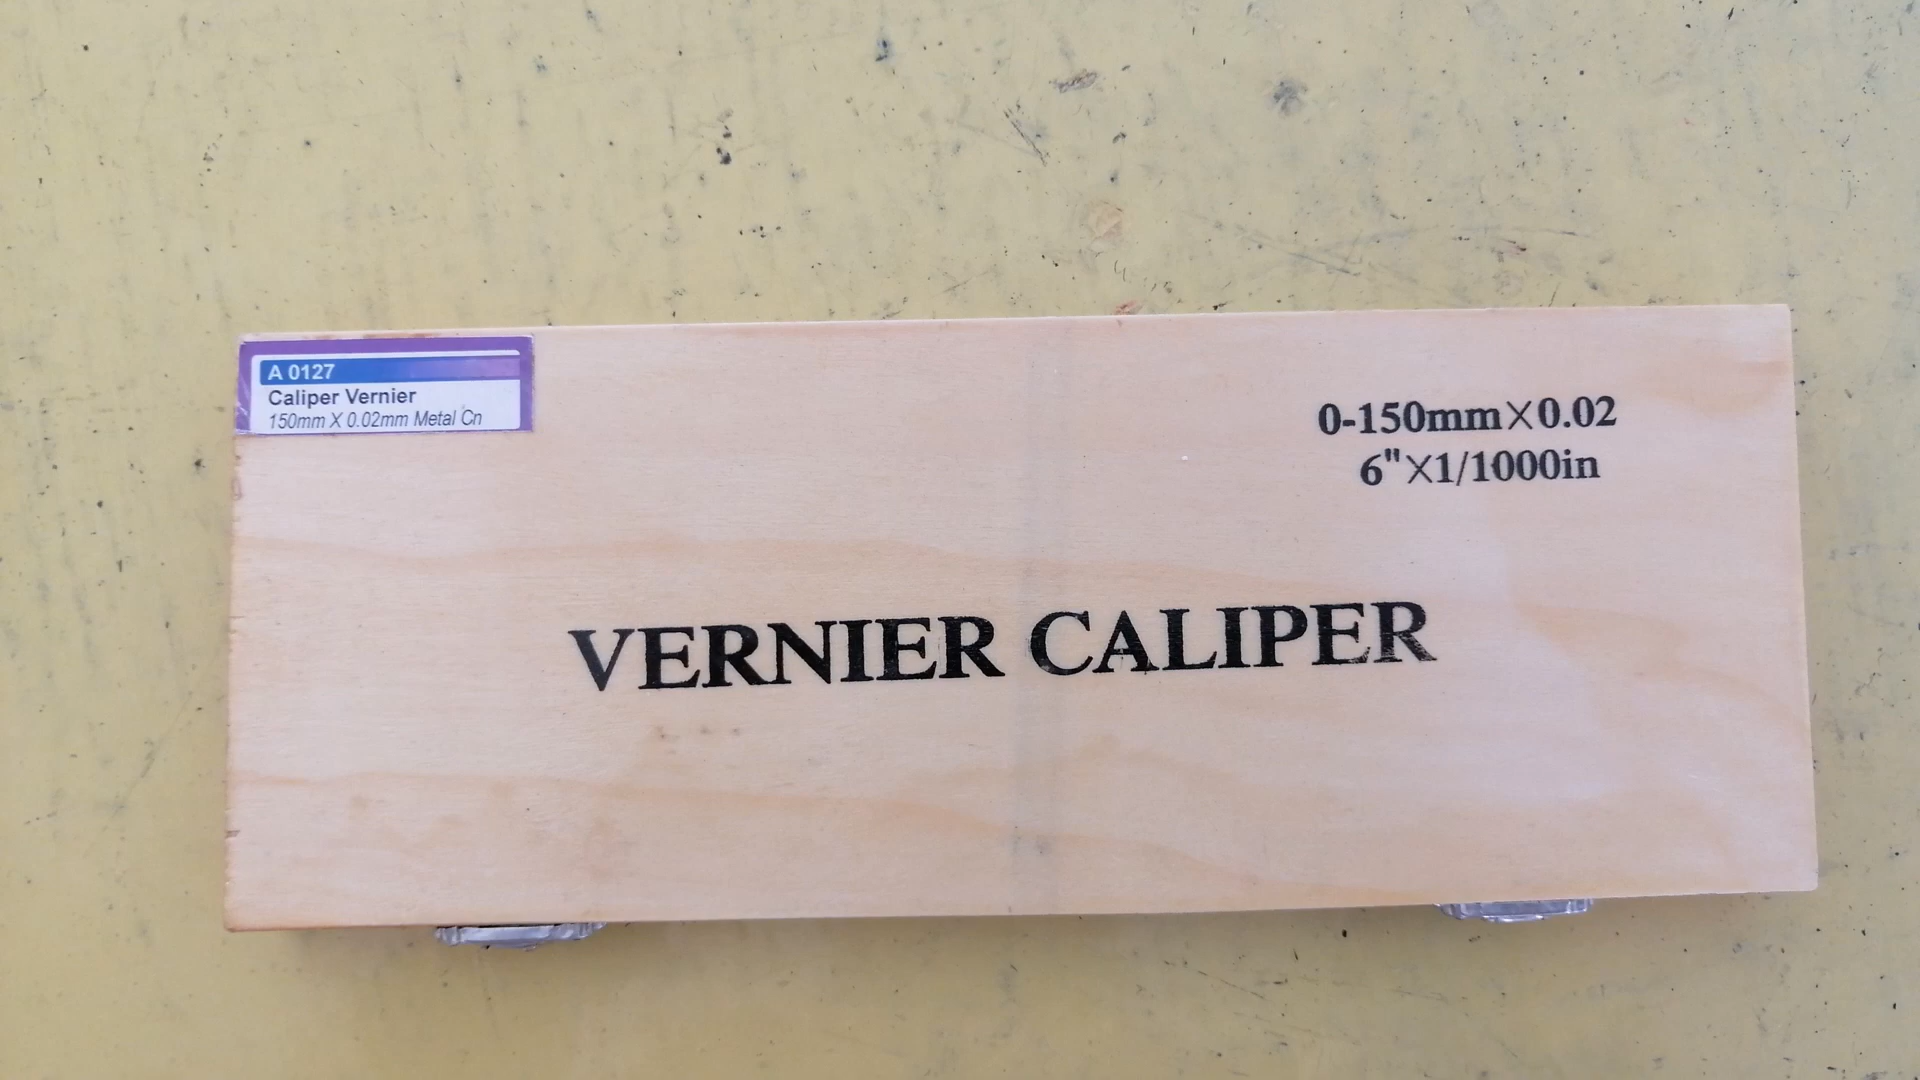 A 0127
Caliper Vernier
150mm X 0.02mm Metal Cn
0-150mm×0.02
6"×1/1000in
VERNIER CALIPER